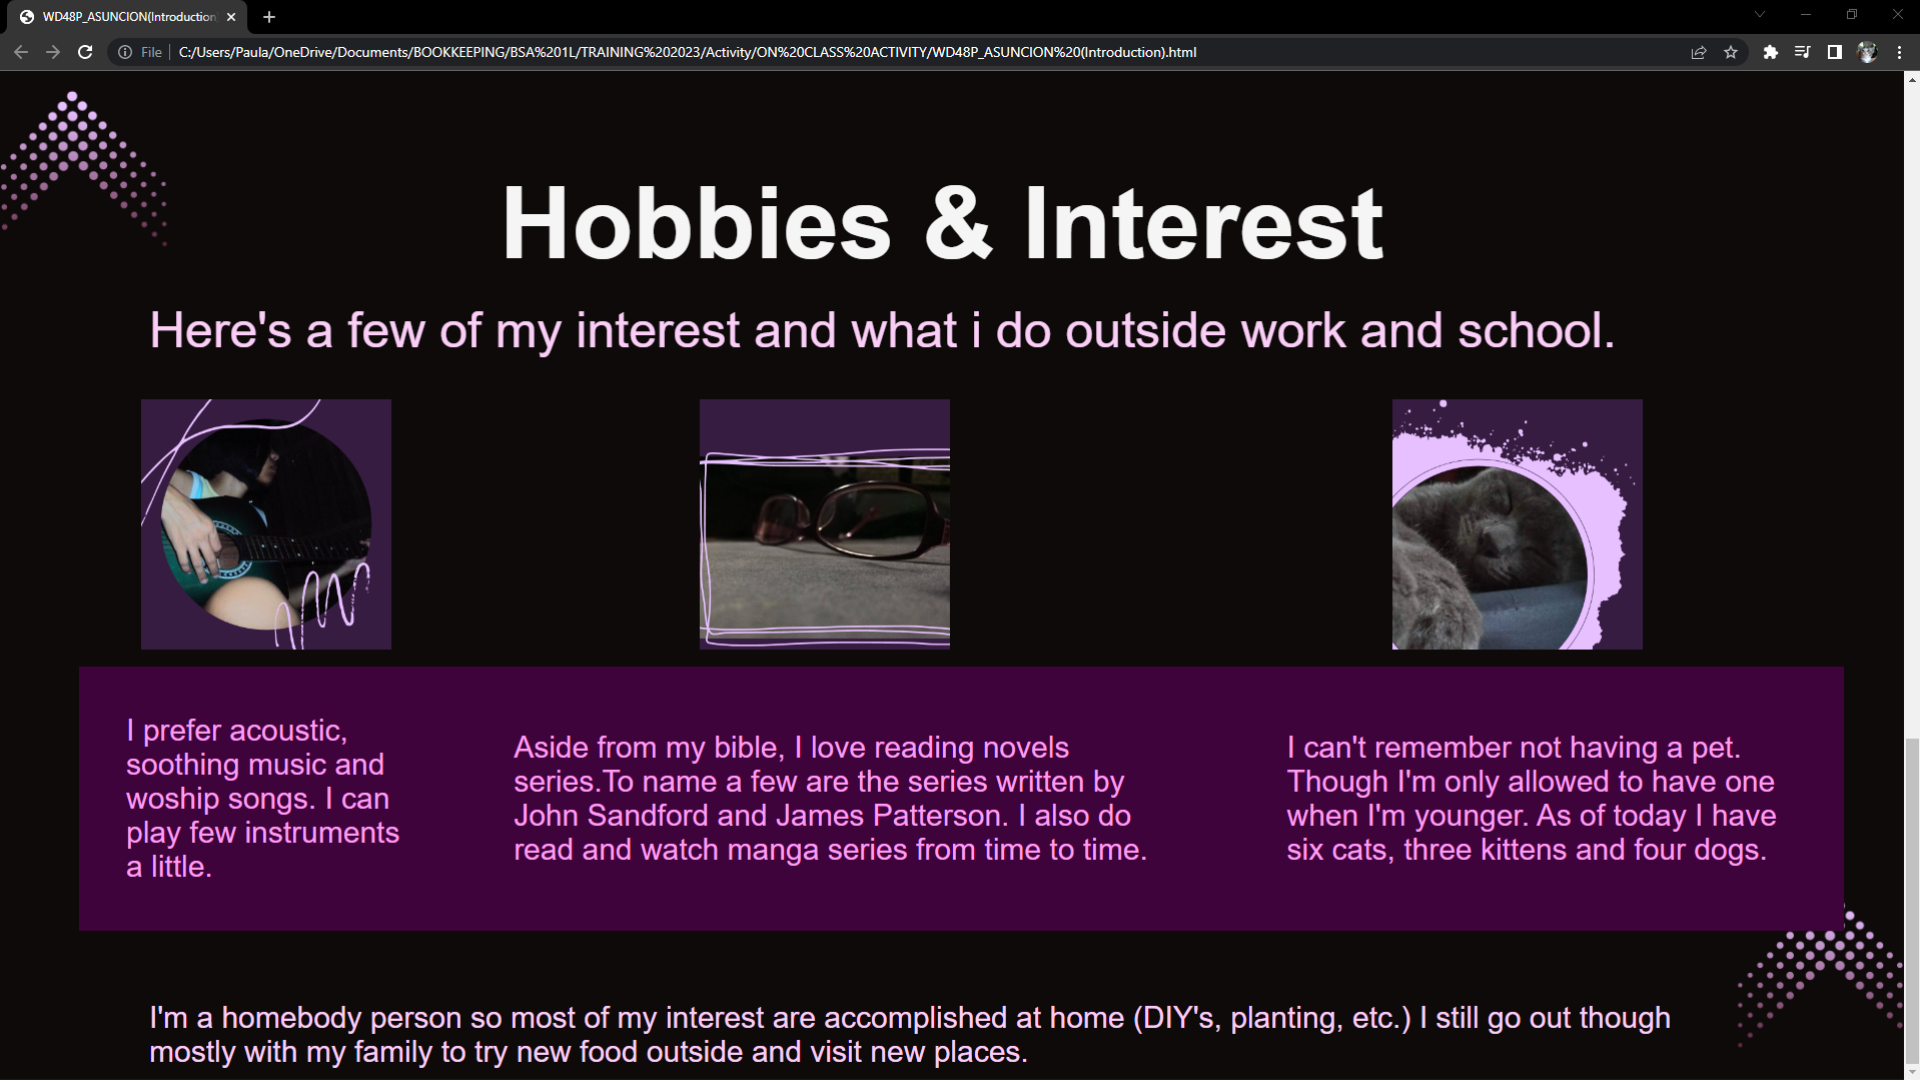 WD48P_ASUNCION(Introduction
File
C:/Users/Paula/OneDrive/Documents/BOOKKEEPING/BSA%201L/TRAINING%202023/Activity/ON%20CLASS%20ACTIVITY/WD48P_ASUNCION%20(Introduction).html
Hobbies & Interest
Here's a few of my interest and what i do outside work and school.
I prefer acoustic,
soothing music and
woship songs. I can
play few instruments
a little.
Aside from my bible, I love reading novels
series.To name a few are the series written by
John Sandford and James Patterson. I also do
read and watch manga series from time to time.
I can't remember not having a pet.
Though I'm only allowed to have one
when I'm younger. As of today I have
six cats, three kittens and four dogs.
I'm a homebody person so most of my interest are accomplished at home (DIY's, planting, etc.) I still go out though
mostly with my family to try new food outside and visit new places.